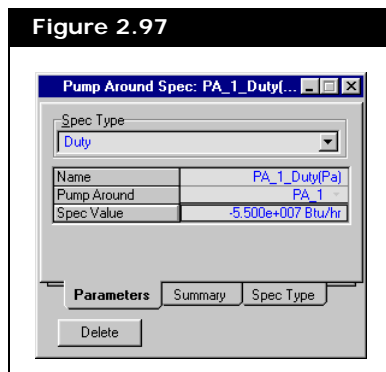 Figure 2.97
Pump Around Spec: PA_1_Duty(...
Spec Type
Duty
Name PA_1_Duty(Pa)
Pump Around PA_1
Spec Value -5.500e+007 Btu/hr
Parameters Summary Spec Type
Delete